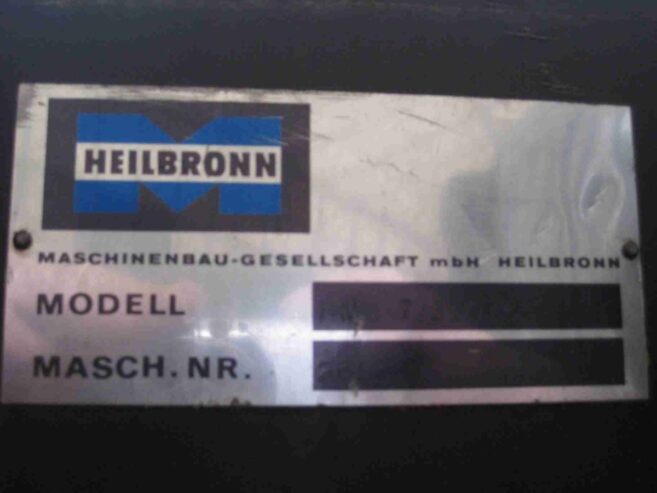 HEILBRONN
MASCHINENBAU-GESELLSCHAFT mbH HEILBRONN
MODELL
MASCH. NR.